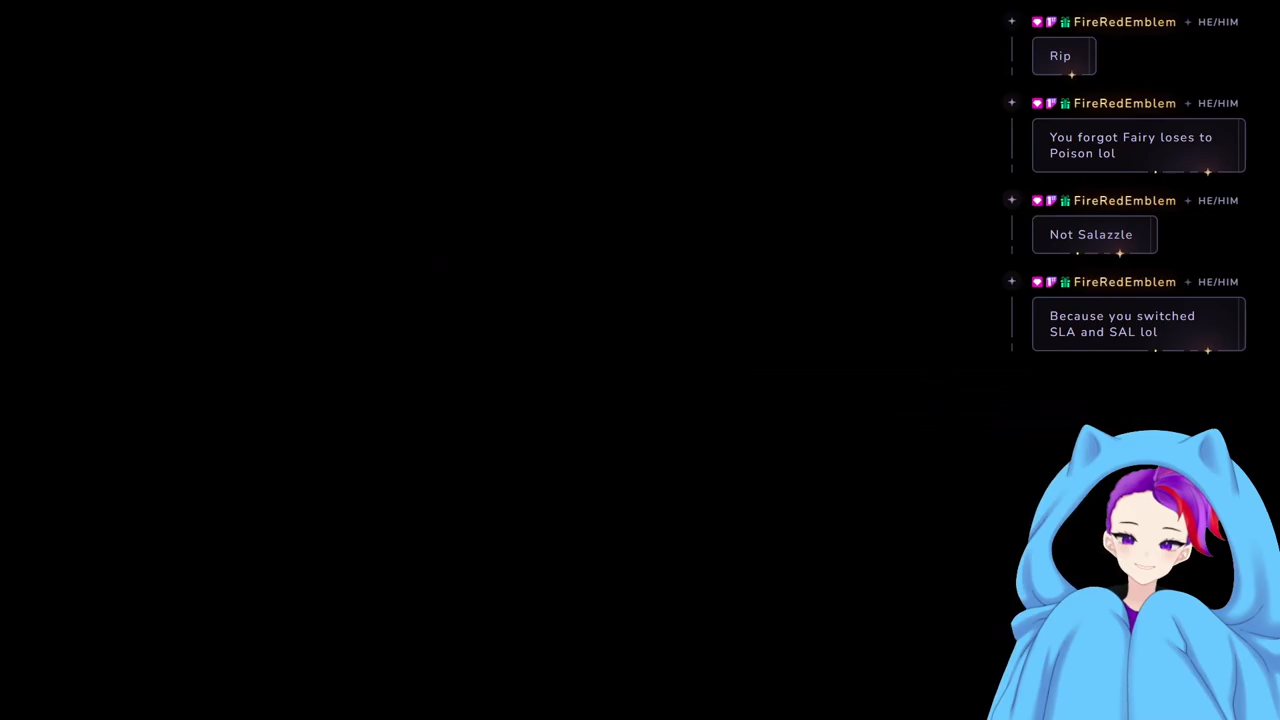 FireRedEmblem HE/HIM
Rip
FireRedEmblem HE/HIM
You forgot Fairy loses to
Poison lol
FireRedEmblem HE/HIM
Not Salazzle
FireRedEmblem HE/HIM
Because you switched
SLA and SAL lol